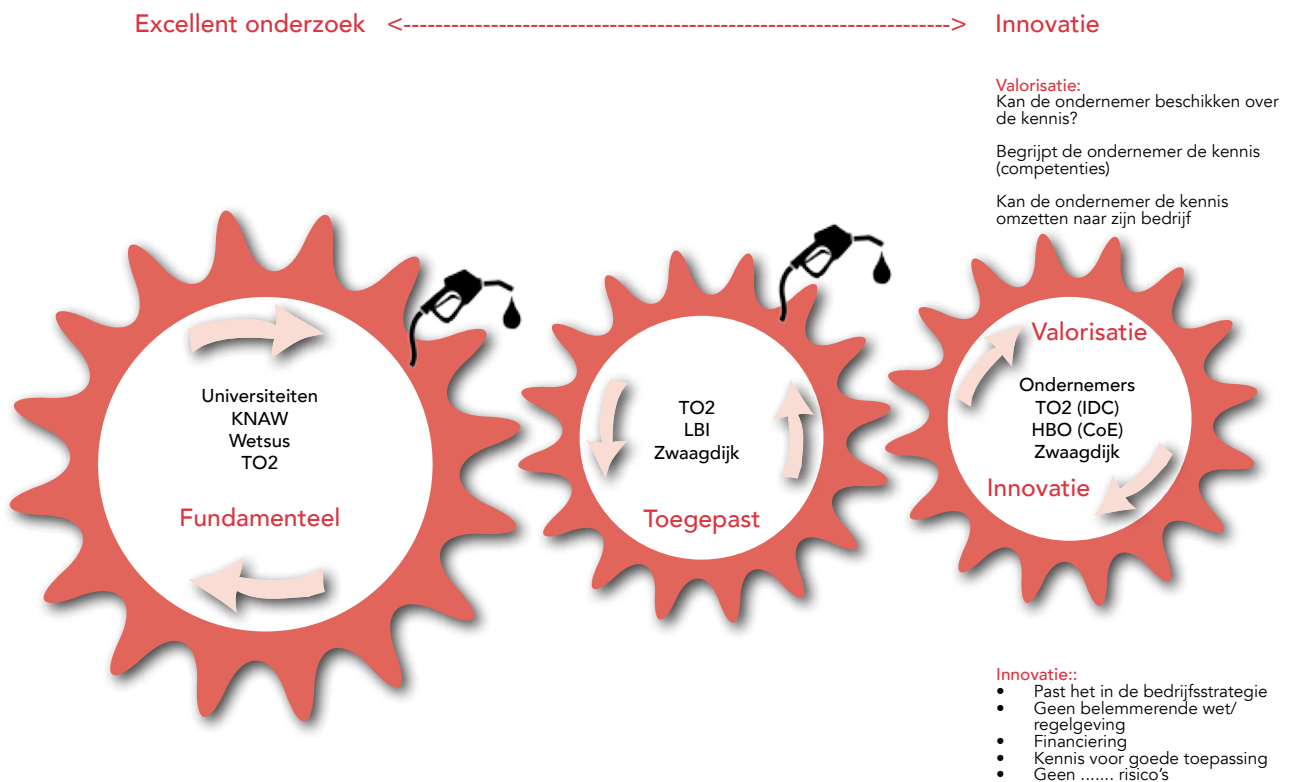 Excellent onderzoek <-------------------------------------------------------------------> Innovatie
Valorisatie:
Kan de ondernemer beschikken over
de kennis?
Begrijpt de ondernemer de kennis
(competenties)
Kan de ondernemer de kennis
omzetten naar zijn bedrijf
Universiteiten
KNAW
Wetsus
TO2
Fundamenteel
TO2
LBI
Zwaagdijk
Toegepast
Valorisatie
Ondernemers
TO2 (IDC)
HBO (CoE)
Zwaagdijk
Innovatie
Innovatie::
• Past het in de bedrijfsstrategie
• Geen belemmerende wet/
regelgeving
• Financiering
• Kennis voor goede toepassing
• Geen ....... risico's